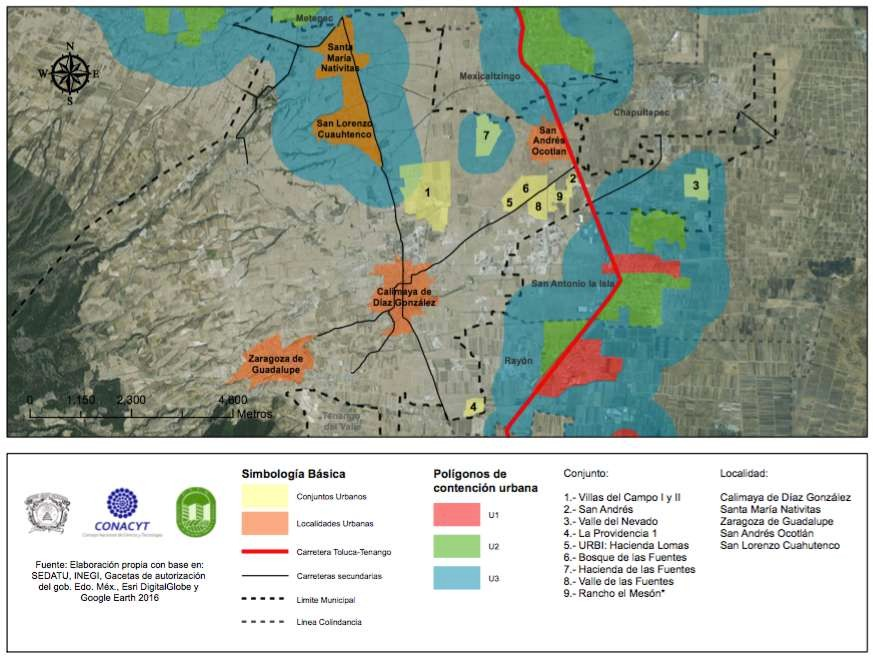 Metepec
N
W E
S
Santa
María
Nativitas
Mexicaltzingo
San Lorenzo
Cuauhtenco
Chapultepec
7
San
Andrés
Ocotlan
1
6
2
5
8
9
3
San Antonio la Isla
Calimaya de
Díaz González
Rayón
Zaragoza de
Guadalupe
0 1,150 2,300 4,600
Metros
4
Tenango
del Valle
CONACYT
Consejo Nacional de Ciencia y Tecnología
Fuente: Elaboración propia con base en:
SEDATU, INEGI, Gacetas de autorización
del gob. Edo. Méx., Esri DigitalGlobe y
Google Earth 2016
Simbología Básica
Conjuntos Urbanos
Localidades Urbanas
Carretera Toluca-Tenango
Carreteras secundarias
Limite Municipal
Línea Colindancia
Polígonos de
contención urbana
U1
U2
U3
Conjunto:
1.- Villas del Campo I y II
2.- San Andrés
3.- Valle del Nevado
4.- La Providencia 1
5.- URBI: Hacienda Lomas
6.- Bosque de las Fuentes
7.- Hacienda de las Fuentes
8.- Valle de las Fuentes
9.- Rancho el Mesón*
Localidad:
Calimaya de Díaz González
Santa María Nativitas
Zaragoza de Guadalupe
San Andrés Ocotlán
San Lorenzo Cuahutenco